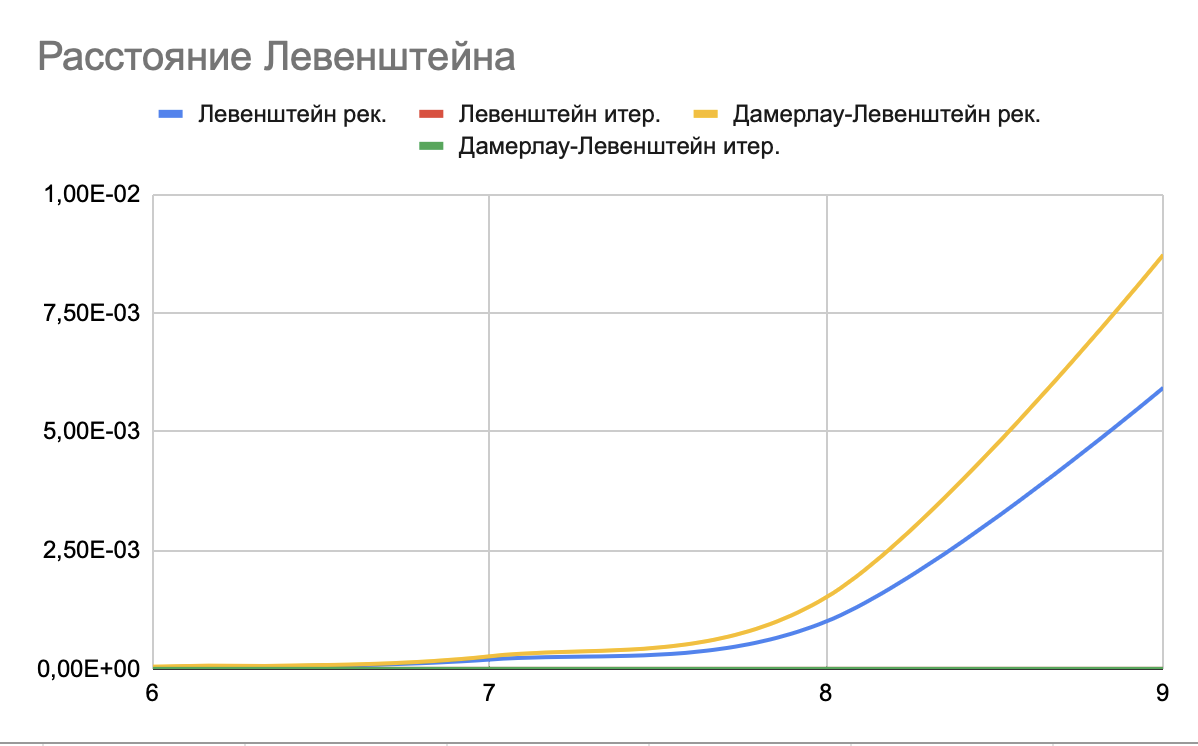 Расстояние Левенштейна
Левенштейн рек. Левенштейн итер. Дамерлау-Левенштейн рек.
Дамерлау-Левенштейн итер.
1,00E-02
7,50E-03
5,00E-03
2,50E-03
0,00E+00
6 7 8 9